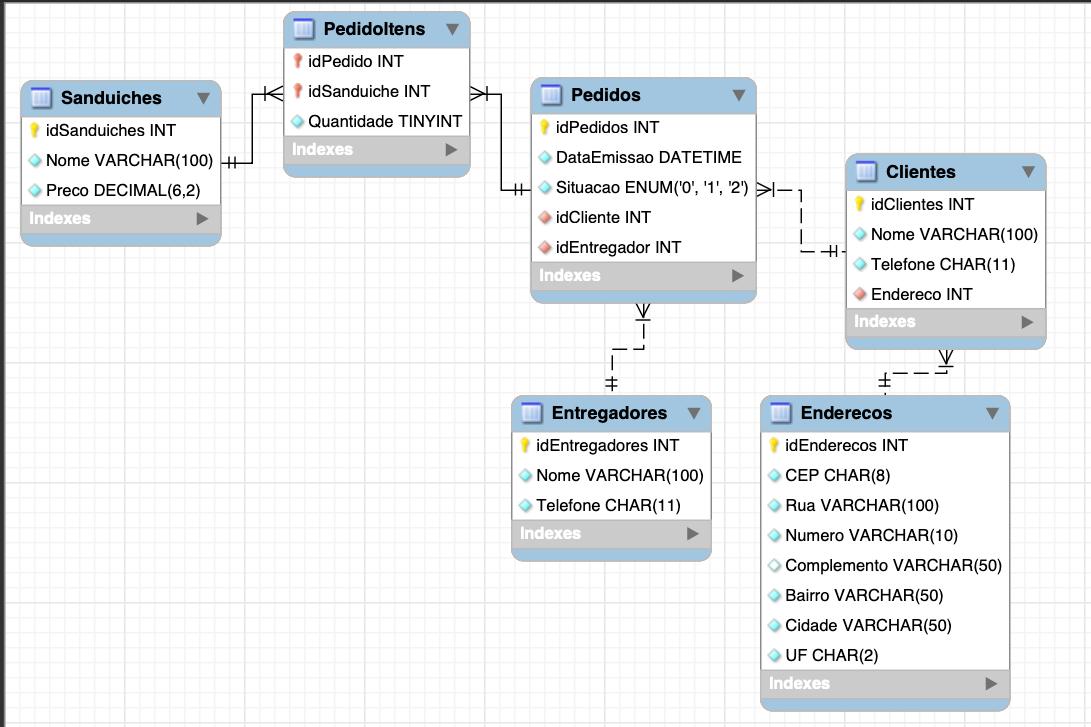 PedidoItens
idPedido INT
idSanduiche INT
Quantidade TINYINT
Indexes
Sanduiches
idSanduiches INT
Nome VARCHAR(100)
Preco DECIMAL(6,2)
Indexes
Pedidos
idPedidos INT
DataEmissao DATETIME
Situacao ENUM('0', '1', '2')
idCliente INT
idEntregador INT
Indexes
Clientes
idClientes INT
Nome VARCHAR(100)
Telefone CHAR(11)
Endereco INT
Indexes
Entregadores
idEntregadores INT
Nome VARCHAR(100)
Telefone CHAR(11)
Indexes
Enderecos
idEnderecos INT
CEP CHAR(8)
Rua VARCHAR(100)
Numero VARCHAR(10)
Complemento VARCHAR(50)
Bairro VARCHAR(50)
Cidade VARCHAR(50)
UF CHAR(2)
Indexes